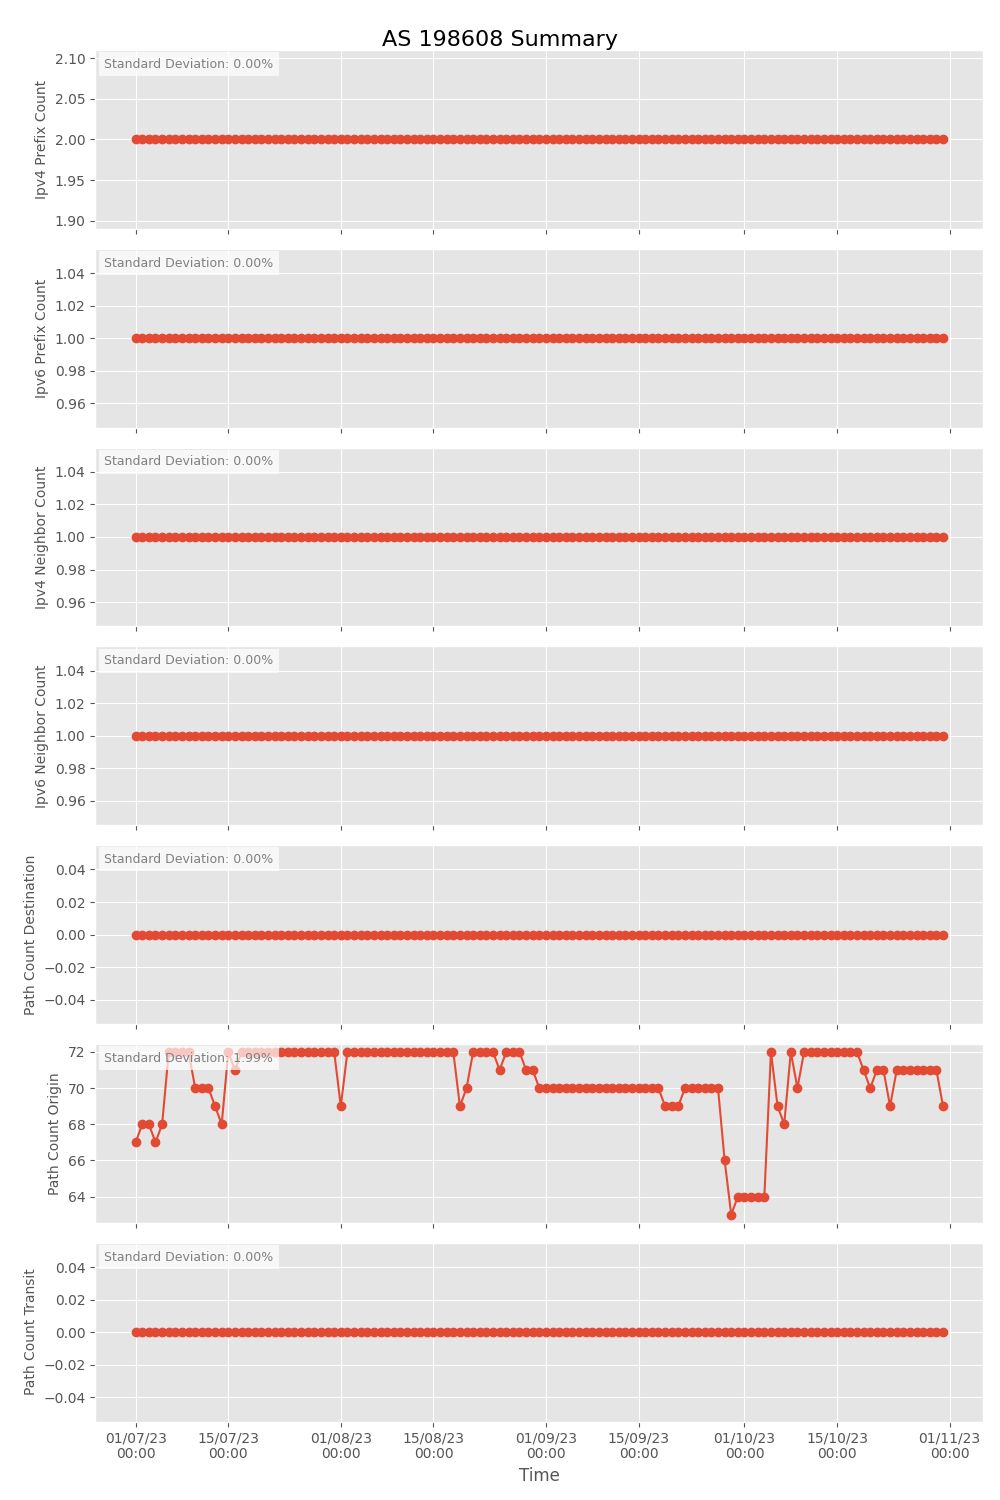 AS 198608 Summary
Standard Deviation: 0.00%
Ipv4 Prefix Count
2.10
2.05
2.00
1.95
1.90
Standard Deviation: 0.00%
Ipv6 Prefix Count
1.04
1.02
1.00
0.98
0.96
Standard Deviation: 0.00%
Ipv4 Neighbor Count
1.04
1.02
1.00
0.98
0.96
Standard Deviation: 0.00%
Ipv6 Neighbor Count
1.04
1.02
1.00
0.98
0.96
Standard Deviation: 0.00%
Path Count Destination
0.04
0.02
0.00
−0.02
−0.04
Standard Deviation: 1.99%
Path Count Origin
72
70
68
66
64
Standard Deviation: 0.00%
Path Count Transit
0.04
0.02
0.00
−0.02
−0.04
01/07/23 15/07/23 01/08/23 15/08/23 01/09/23 15/09/23 01/10/23 15/10/23 01/11/23
00:00 00:00 00:00 00:00 00:00 00:00 00:00 00:00 00:00
Time